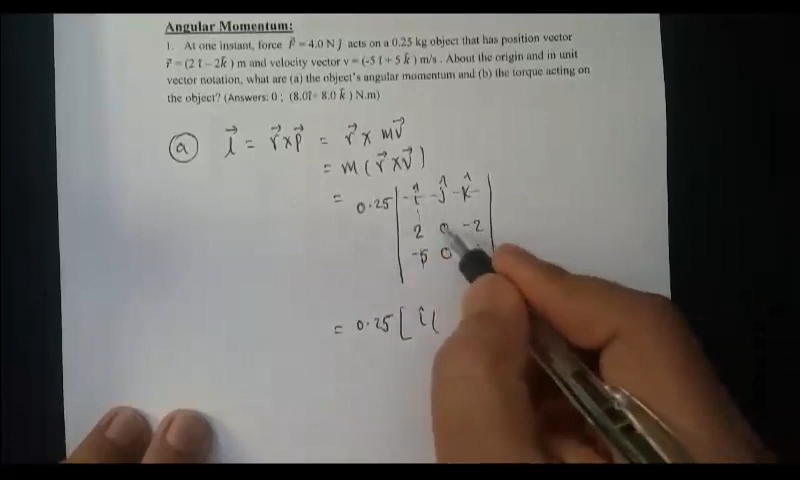 Angular Momentum:
1. At one instant, force F⃗ = 4.0 N ĵ acts on a 0.25 kg object that has position vector
r⃗ = (2 î – 2k̂ ) m and velocity vector v = (-5 î + 5 k̂ ) m/s . About the origin and in unit
vector notation, what are (a) the object's angular momentum and (b) the torque acting on
the object? (Answers: 0 ; (8.0î+ 8.0 k̂ ) N.m)
(a) l⃗ = r⃗ × p⃗ = r⃗ × mv⃗
= m ( r⃗ × v⃗ )
= 0.25 | î ĵ k̂ |
2 0 -2
-5 0
= 0.25 [ î (